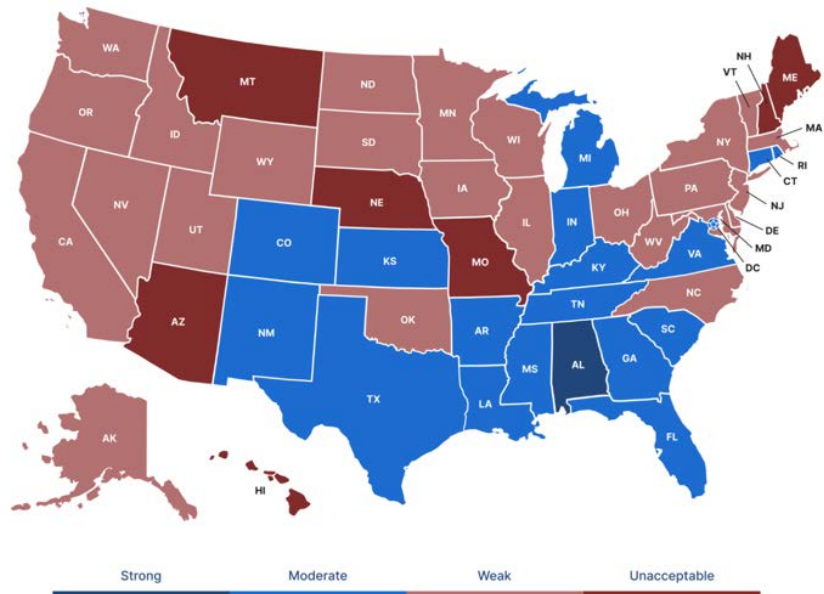 WA
MT
ND
MN
OR
ID
SD
WI
WY
MI
NV
UT
CA
NE
IA
CO
KS
MO
IL
IN
OH
PA
NY
VT
NH
ME
MA
RI
CT
NJ
DE
MD
DC
WV
VA
KY
TN
NC
SC
AZ
NM
OK
AR
TX
LA
MS
AL
GA
FL
AK
HI
Strong Moderate Weak Unacceptable